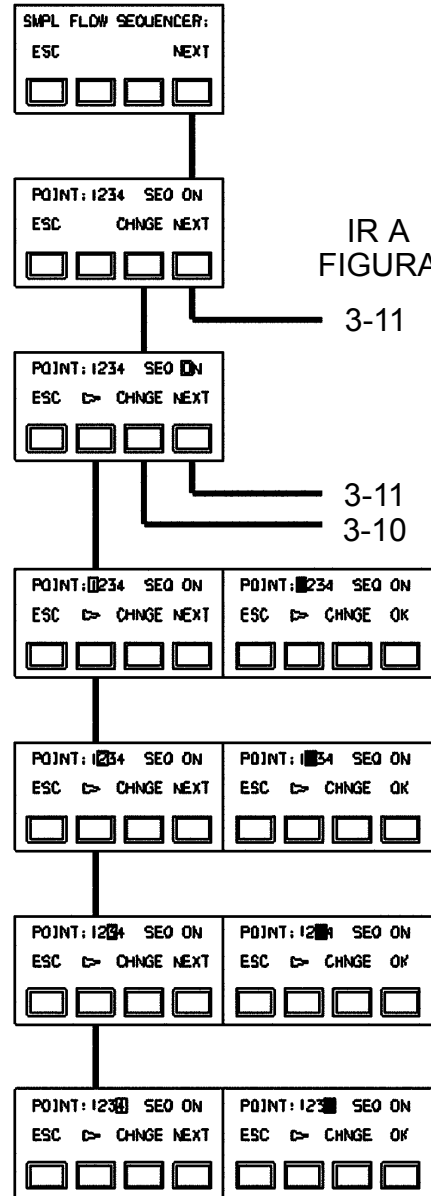 SMPL FLOW SEQUENCER:
ESC NEXT
POINT: 1234 SEQ ON
ESC CHNGE NEXT
IR A
FIGURA
3-11
POINT: 1234 SEQ ON
ESC ▻ CHNGE NEXT
3-11
3-10
POINT: 1234 SEQ ON
ESC ▻ CHNGE NEXT
POINT: █234 SEQ ON
ESC ▻ CHNGE OK
POINT: 1234 SEQ ON
ESC ▻ CHNGE NEXT
POINT: 1█34 SEQ ON
ESC ▻ CHNGE OK
POINT: 1234 SEQ ON
ESC ▻ CHNGE NEXT
POINT: 12█4 SEQ ON
ESC ▻ CHNGE OK
POINT: 1234 SEQ ON
ESC ▻ CHNGE NEXT
POINT: 123█ SEQ ON
ESC ▻ CHNGE OK